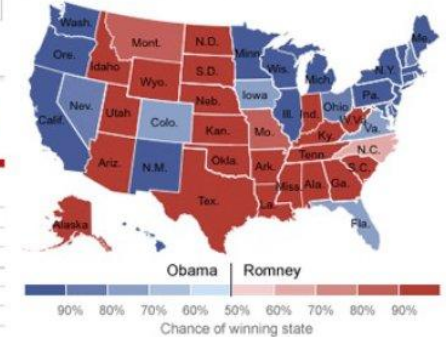 Wash.
Mont.
N.D.
Minn.
Me.
Ore.
Idaho
S.D.
Wis.
Mich.
N.Y.
Wyo.
Nev.
Neb.
Iowa
Pa.
Calif.
Utah
Colo.
Ill.
Ind.
Ohio
W.Va.
Va.
Kan.
Mo.
Ky.
N.C.
Ariz.
N.M.
Okla.
Ark.
Tenn.
S.C.
Tex.
La.
Miss.
Ala.
Ga.
Alaska
Fla.
Obama | Romney
90% 80% 70% 60% 50% 60% 70% 80% 90%
Chance of winning state